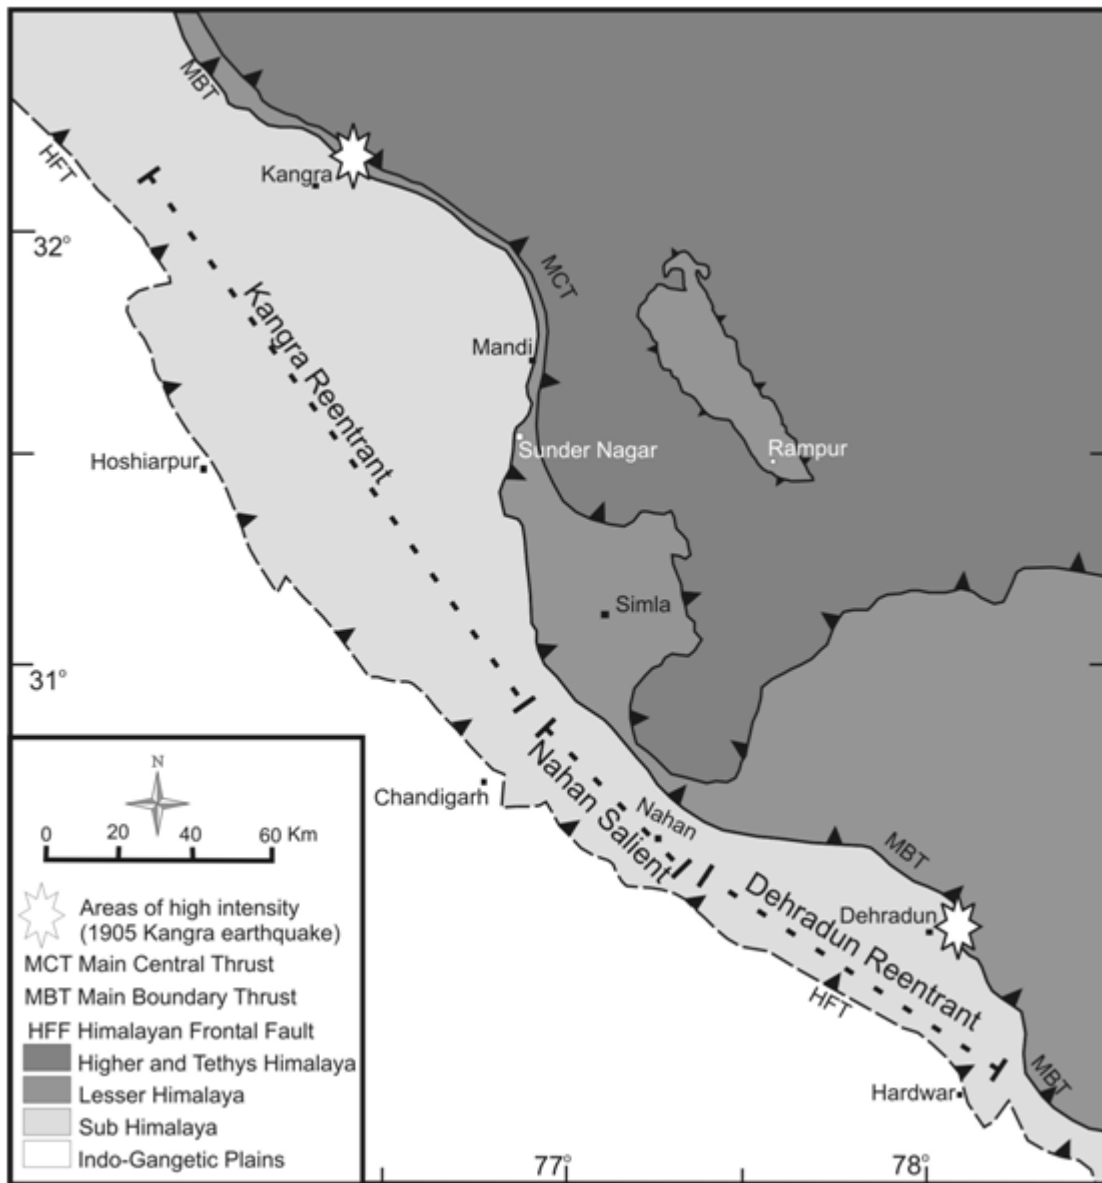 MBT
HFT
Kangra
32°
MCT
Kangra Reentrant
Mandi
Hoshiarpur
Sunder Nagar
Rampur
Simla
31°
Nahan Salient
Chandigarh
Nahan
MBT
Dehradun
Dehradun Reentrant
HFT
Hardwar
MBT
N
0 20 40 60 Km
Areas of high intensity
(1905 Kangra earthquake)
MCT Main Central Thrust
MBT Main Boundary Thrust
HFF Himalayan Frontal Fault
Higher and Tethys Himalaya
Lesser Himalaya
Sub Himalaya
Indo-Gangetic Plains
77° 78°